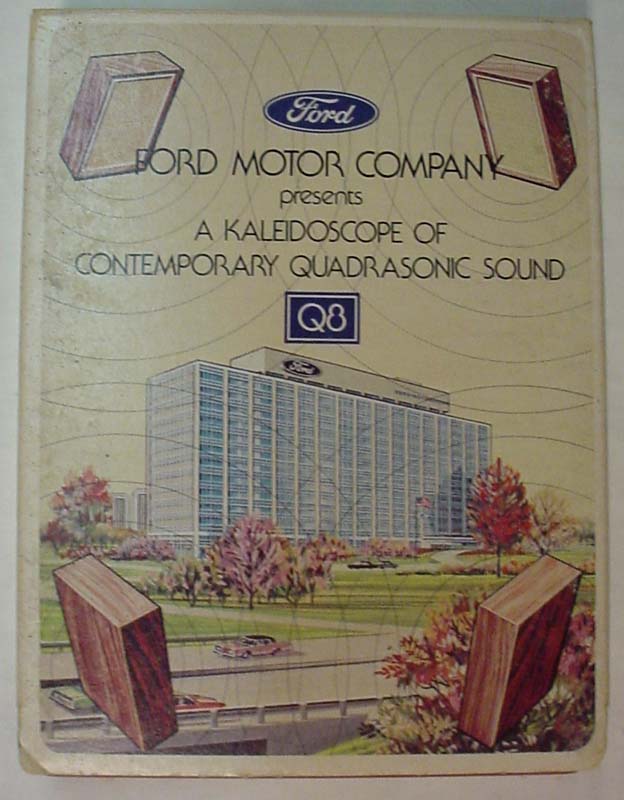 Ford
FORD MOTOR COMPANY
presents
A KALEIDOSCOPE OF
CONTEMPORARY QUADRASONIC SOUND
Q8
Ford